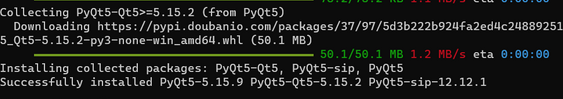 Collecting PyQt5-Qt5>=5.15.2 (from PyQt5)
Downloading https://pypi.doubanio.com/packages/37/97/5d3b222b924fa2ed4c24889251
5_Qt5-5.15.2-py3-none-win_amd64.whl (50.1 MB)
50.1/50.1 MB 1.2 MB/s eta 0:00:00
Installing collected packages: PyQt5-Qt5, PyQt5-sip, PyQt5
Successfully installed PyQt5-5.15.9 PyQt5-Qt5-5.15.2 PyQt5-sip-12.12.1